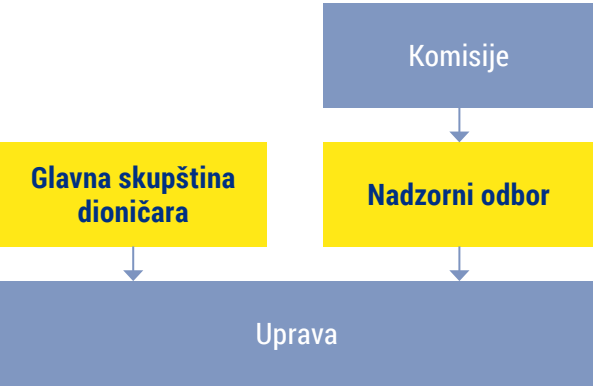 Komisije
Glavna skupština
dioničara
Nadzorni odbor
Uprava